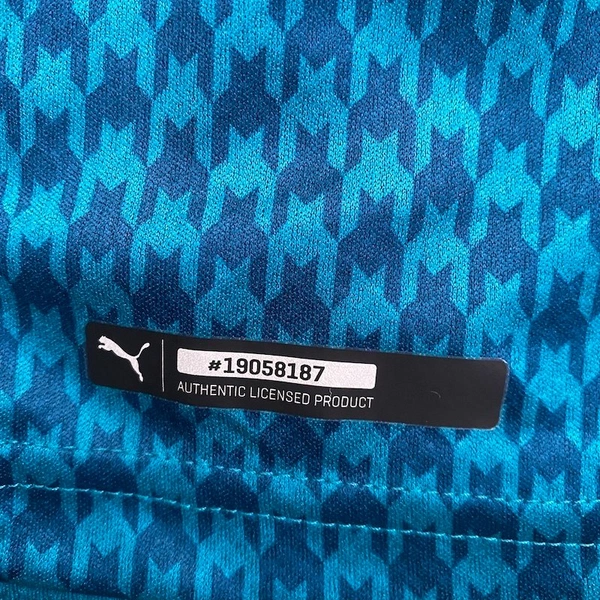 #19058187
AUTHENTIC LICENSED PRODUCT